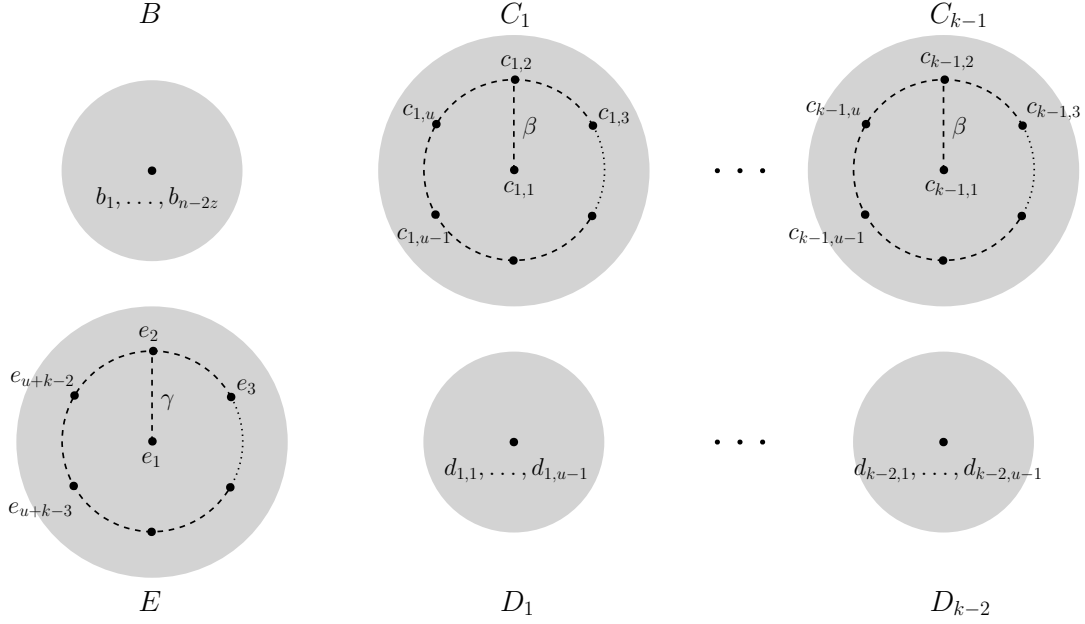 B
C_1
C_{k−1}
b_1, …, b_{n−2z}
c_{1,2}
c_{1,u}
c_{1,3}
β
c_{1,1}
c_{1,u−1}
· · ·
c_{k−1,2}
c_{k−1,u}
c_{k−1,3}
β
c_{k−1,1}
c_{k−1,u−1}
e_2
e_{u+k−2}
e_3
γ
e_1
e_{u+k−3}
d_{1,1}, …, d_{1,u−1}
· · ·
d_{k−2,1}, …, d_{k−2,u−1}
E
D_1
D_{k−2}